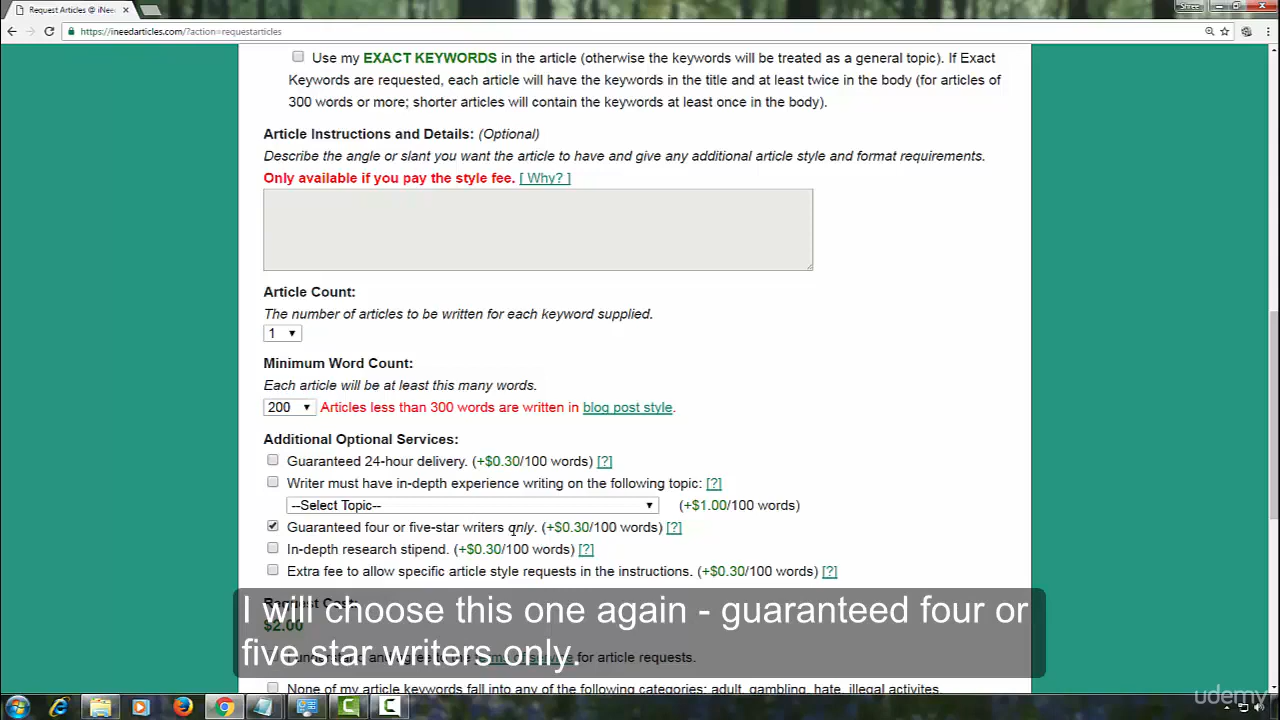 Request Articles @ iNee
Stree
https://ineedarticles.com/?action=requestarticles
Use my EXACT KEYWORDS in the article (otherwise the keywords will be treated as a general topic). If Exact
Keywords are requested, each article will have the keywords in the title and at least twice in the body (for articles of
300 words or more; shorter articles will contain the keywords at least once in the body).
Article Instructions and Details: (Optional)
Describe the angle or slant you want the article to have and give any additional article style and format requirements.
Only available if you pay the style fee. [ Why? ]
Article Count:
The number of articles to be written for each keyword supplied.
1
Minimum Word Count:
Each article will be at least this many words.
200 Articles less than 300 words are written in blog post style.
Additional Optional Services:
Guaranteed 24-hour delivery. (+$0.30/100 words) [?]
Writer must have in-depth experience writing on the following topic: [?]
--Select Topic-- (+$1.00/100 words)
Guaranteed four or five-star writers only. (+$0.30/100 words) [?]
In-depth research stipend. (+$0.30/100 words) [?]
Extra fee to allow specific article style requests in the instructions. (+$0.30/100 words) [?]
Request Cost:
$2.00
I will choose this one again - guaranteed four or
five star writers only.
I understand and agree to the terms of service for article requests.
None of my article keywords fall into any of the following categories: adult, gambling, hate, illegal activites,
udemy